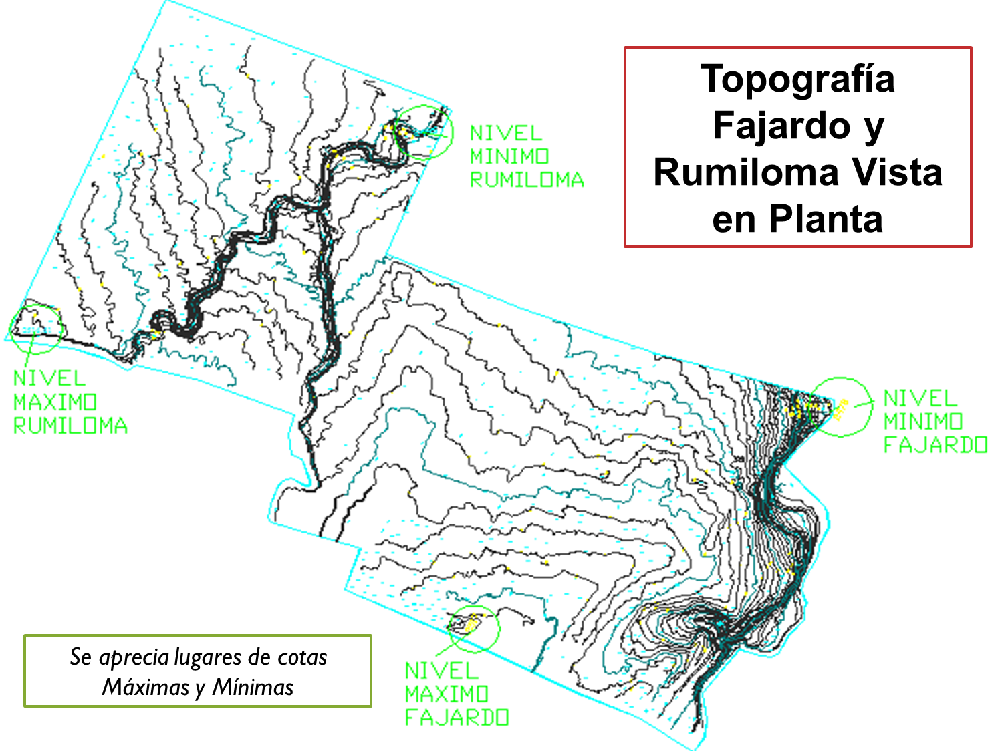 Topografía
Fajardo y
Rumiloma Vista
en Planta
NIVEL
MINIMO
RUMILOMA
NIVEL
MAXIMO
RUMILOMA
NIVEL
MINIMO
FAJARDO
NIVEL
MAXIMO
FAJARDO
Se aprecia lugares de cotas
Máximas y Mínimas